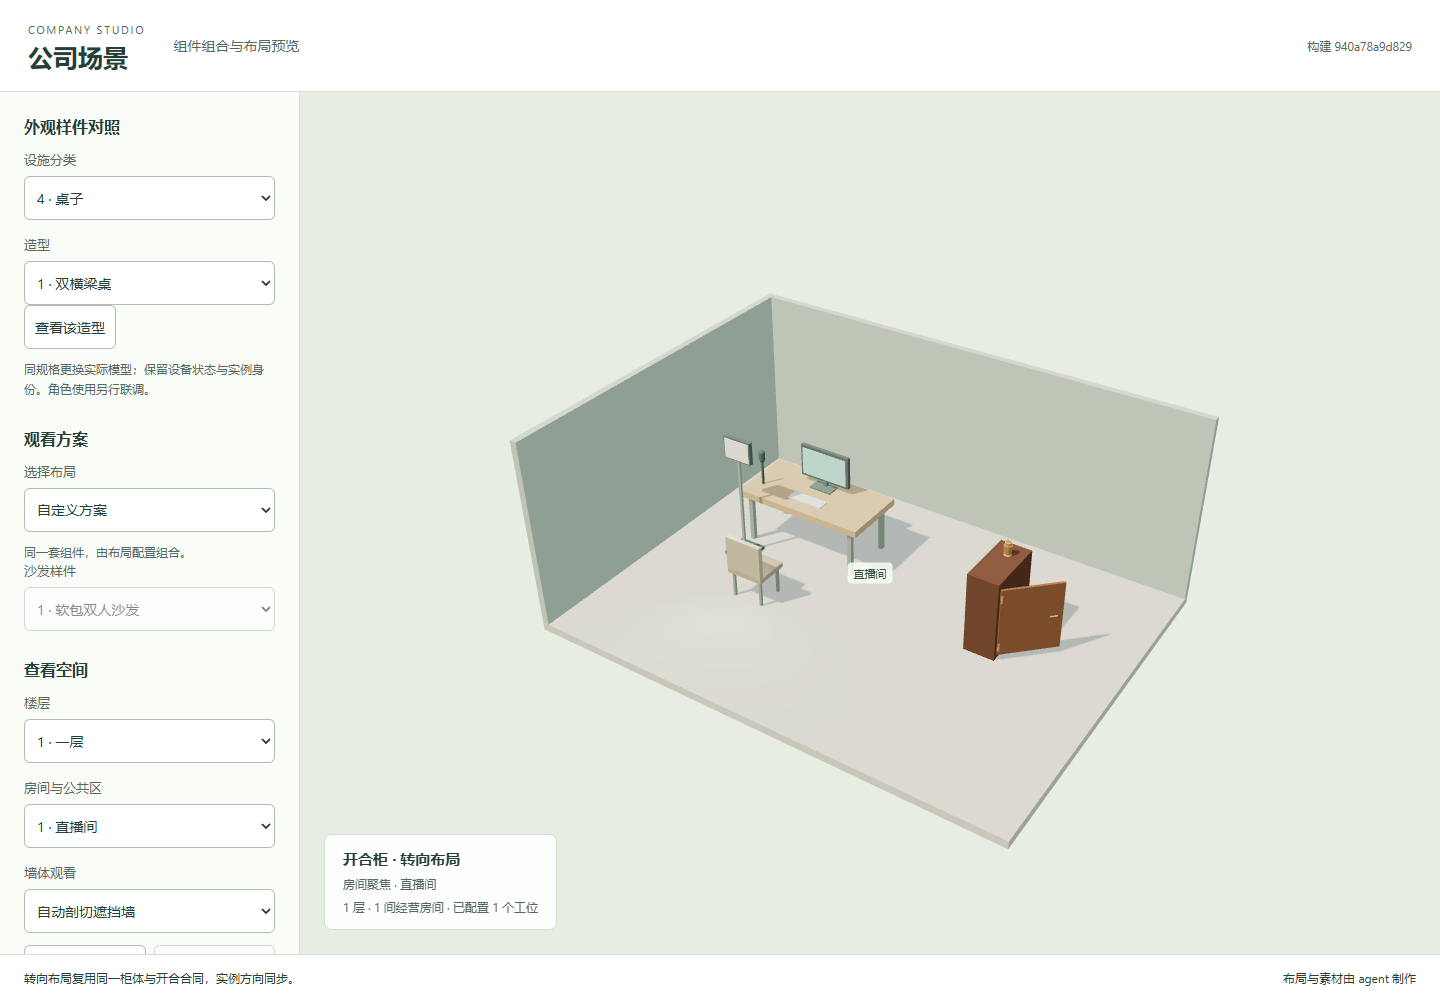 COMPANY STUDIO
公司场景
组件组合与布局预览
构建 940a78a9d829
外观样件对照
设施分类
4 · 桌子
造型
1 · 双横梁桌
查看该造型
同规格更换实际模型；保留设备状态与实例身
份。角色使用另行联调。
观看方案
选择布局
自定义方案
同一套组件，由布局配置组合。
沙发样件
1 · 软包双人沙发
查看空间
楼层
1 · 一层
房间与公共区
1 · 直播间
墙体观看
自动剖切遮挡墙
直播间
开合柜 · 转向布局
房间聚焦 · 直播间
1 层 · 1 间经营房间 · 已配置 1 个工位
转向布局复用同一柜体与开合合同，实例方向同步。
布局与素材由 agent 制作